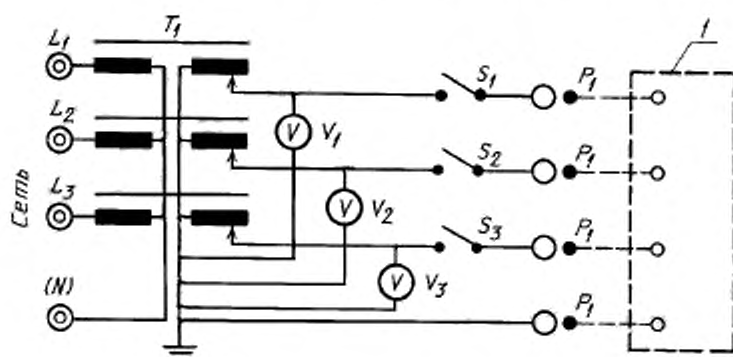 T1
1
L1
S1
P1
V
V1
L2
S2
P1
V
V2
L3
S3
P1
V
V3
Сеть
(N)
P1